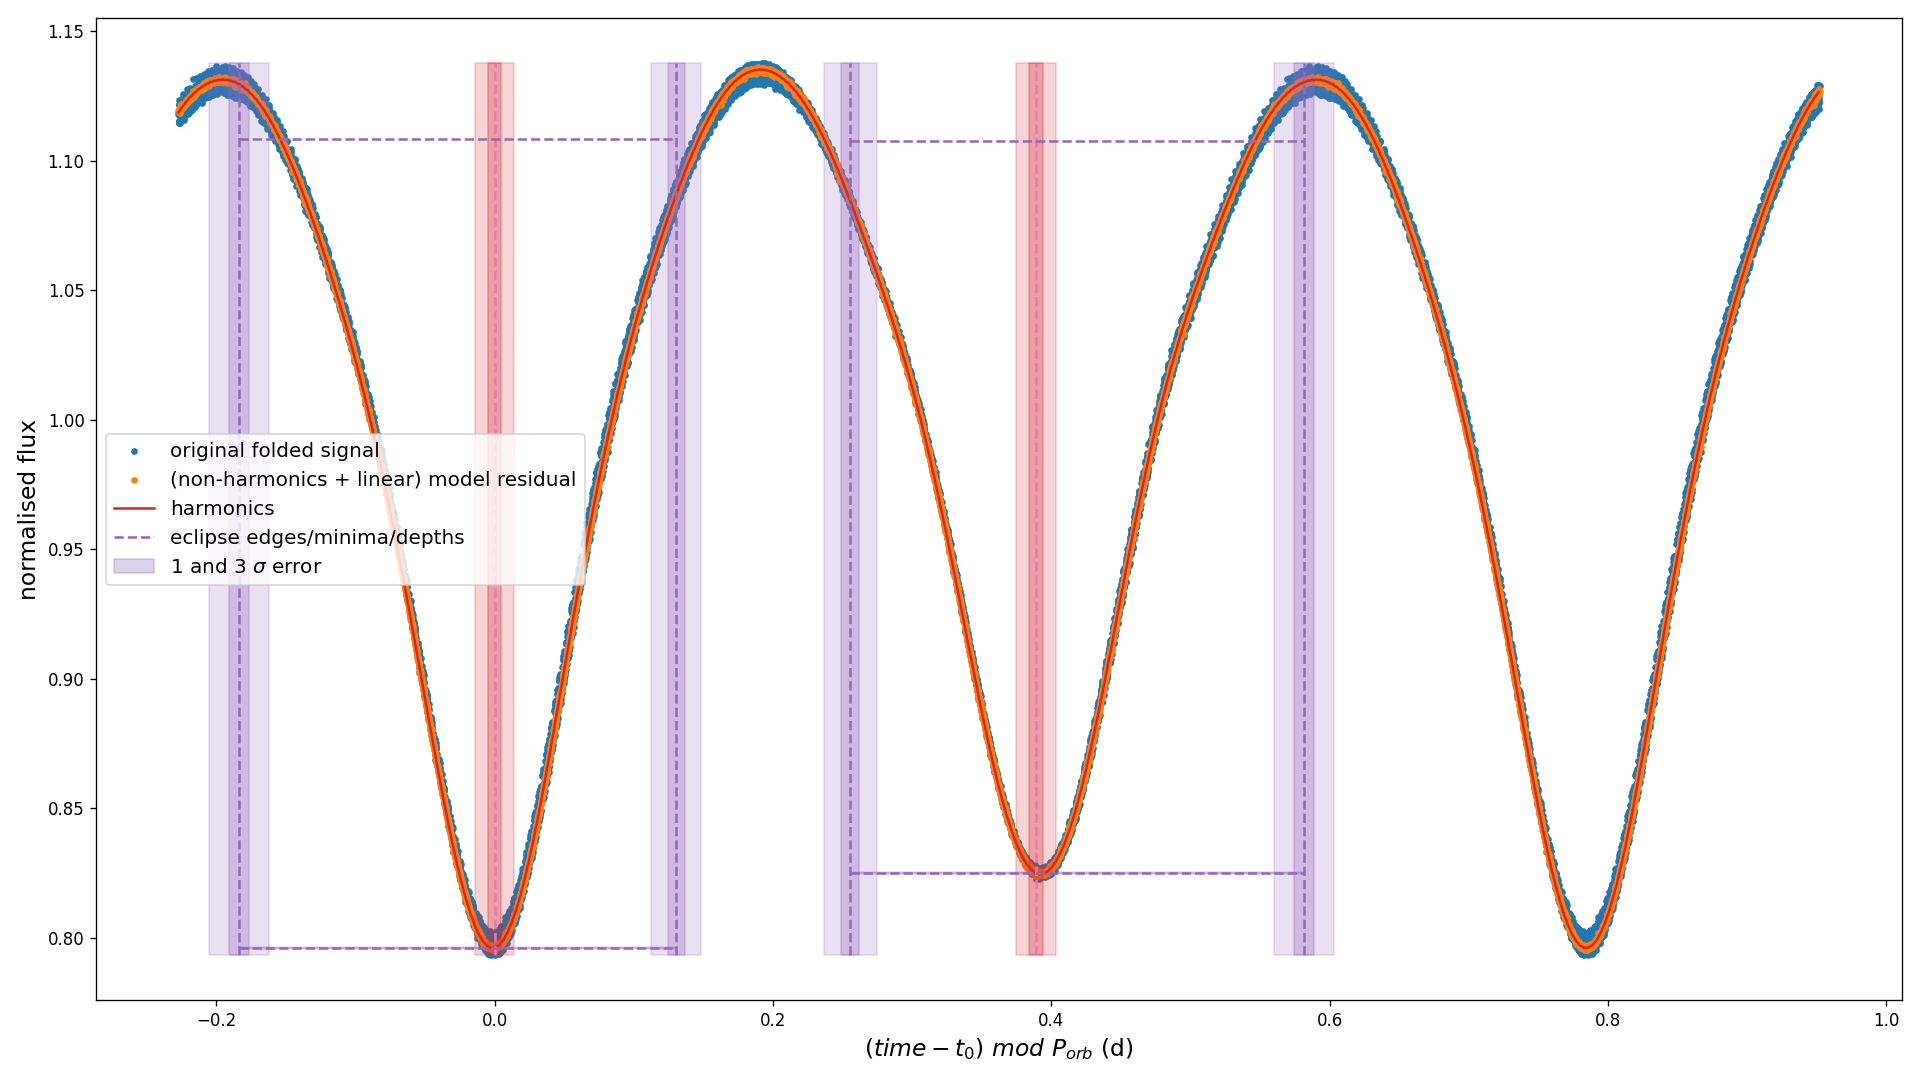 1.15
1.10
1.05
1.00
0.95
0.90
0.85
0.80
normalised flux
original folded signal
(non-harmonics + linear) model residual
harmonics
eclipse edges/minima/depths
1 and 3 σ error
−0.2
0.0
0.2
0.4
0.6
0.8
1.0
(time − t₀) mod Pₒᵣb (d)